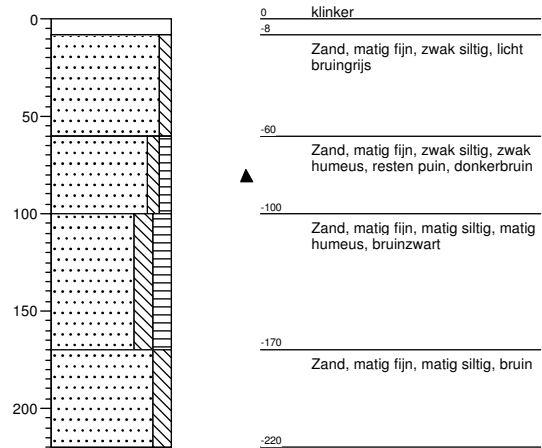 0
50
100
150
200
0
klinker
-8
Zand, matig fijn, zwak siltig, licht
bruingrijs
-60
Zand, matig fijn, zwak siltig, zwak
humeus, resten puin, donkerbruin
-100
Zand, matig fijn, matig siltig, matig
humeus, bruinzwart
-170
Zand, matig fijn, matig siltig, bruin
-220